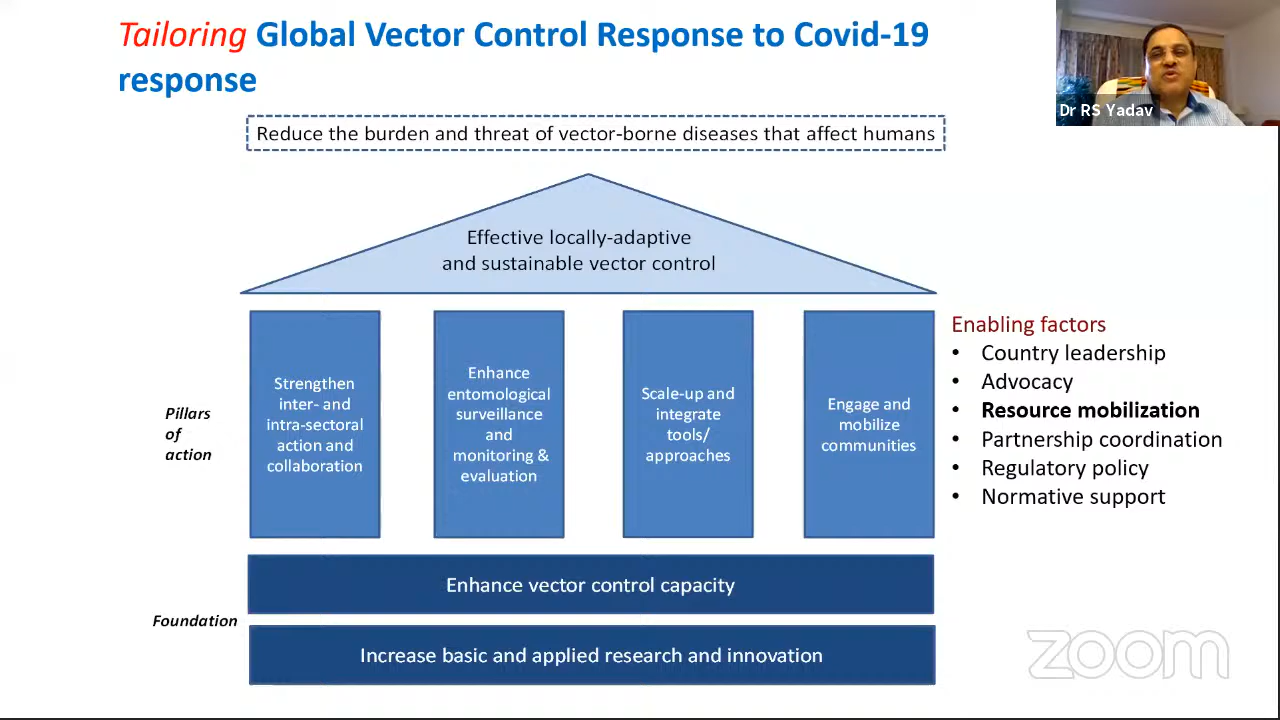 Tailoring Global Vector Control Response to Covid-19
response
Dr RS Yadav
Reduce the burden and threat of vector-borne diseases that affect humans
Effective locally-adaptive
and sustainable vector control
Pillars
of
action
Strengthen
inter- and
intra-sectoral
action and
collaboration
Enhance
entomological
surveillance
and
monitoring &
evaluation
Scale-up and
integrate
tools/
approaches
Engage and
mobilize
communities
Enabling factors
• Country leadership
• Advocacy
• Resource mobilization
• Partnership coordination
• Regulatory policy
• Normative support
Foundation
Enhance vector control capacity
Increase basic and applied research and innovation
zoom